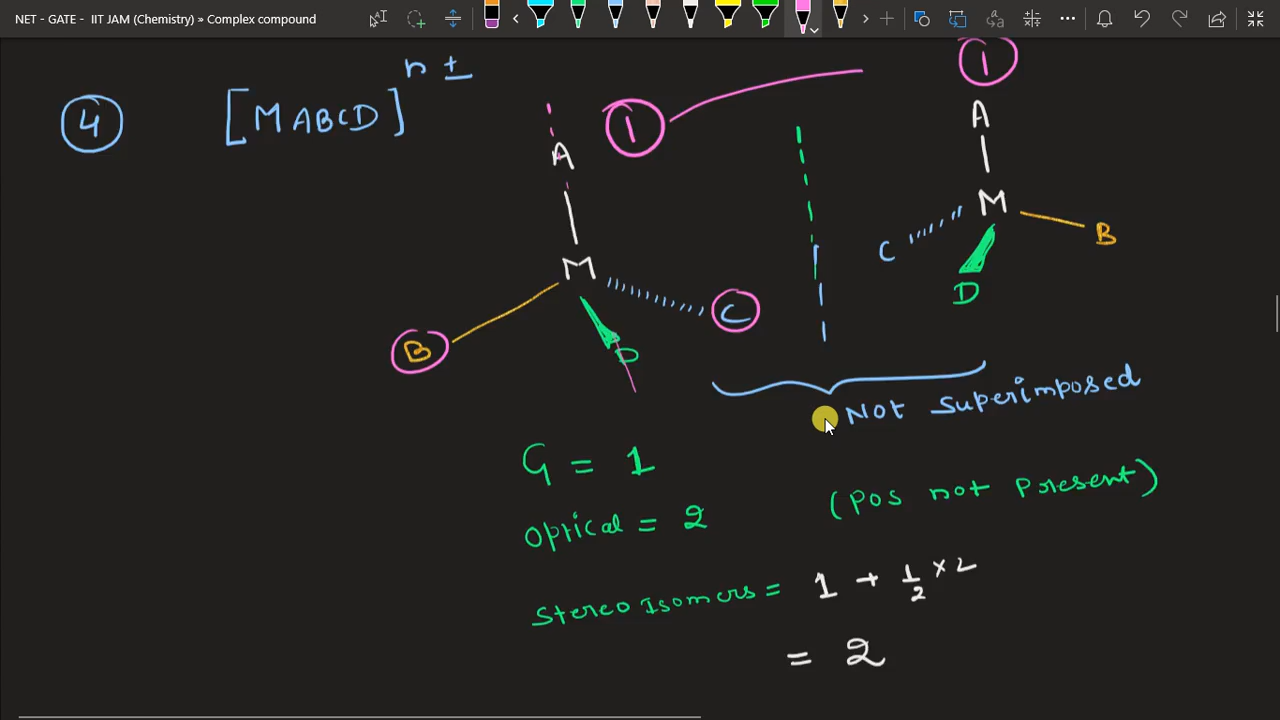 NET - GATE - IIT JAM (Chemistry) » Complex compound
4 [MABCD]ⁿ±
1 1
A A
M M
B C C B
D D
Not superimposed
G = 1
(POS not present)
optical = 2
Stereo Isomers = 1 + 1/2 × 2
= 2